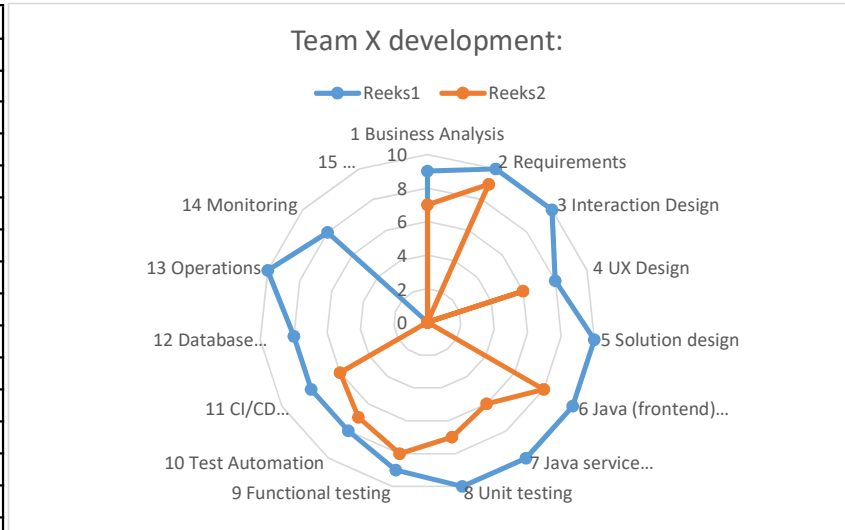 Team X development:
Reeks1 Reeks2
1 Business Analysis
15 ... 10 2 Requirements
14 Monitoring 8 3 Interaction Design
6
13 Operations 4 4 UX Design
2
0
12 Database... 5 Solution design
11 CI/CD... 6 Java (frontend)...
10 Test Automation 7 Java service...
9 Functional testing 8 Unit testing